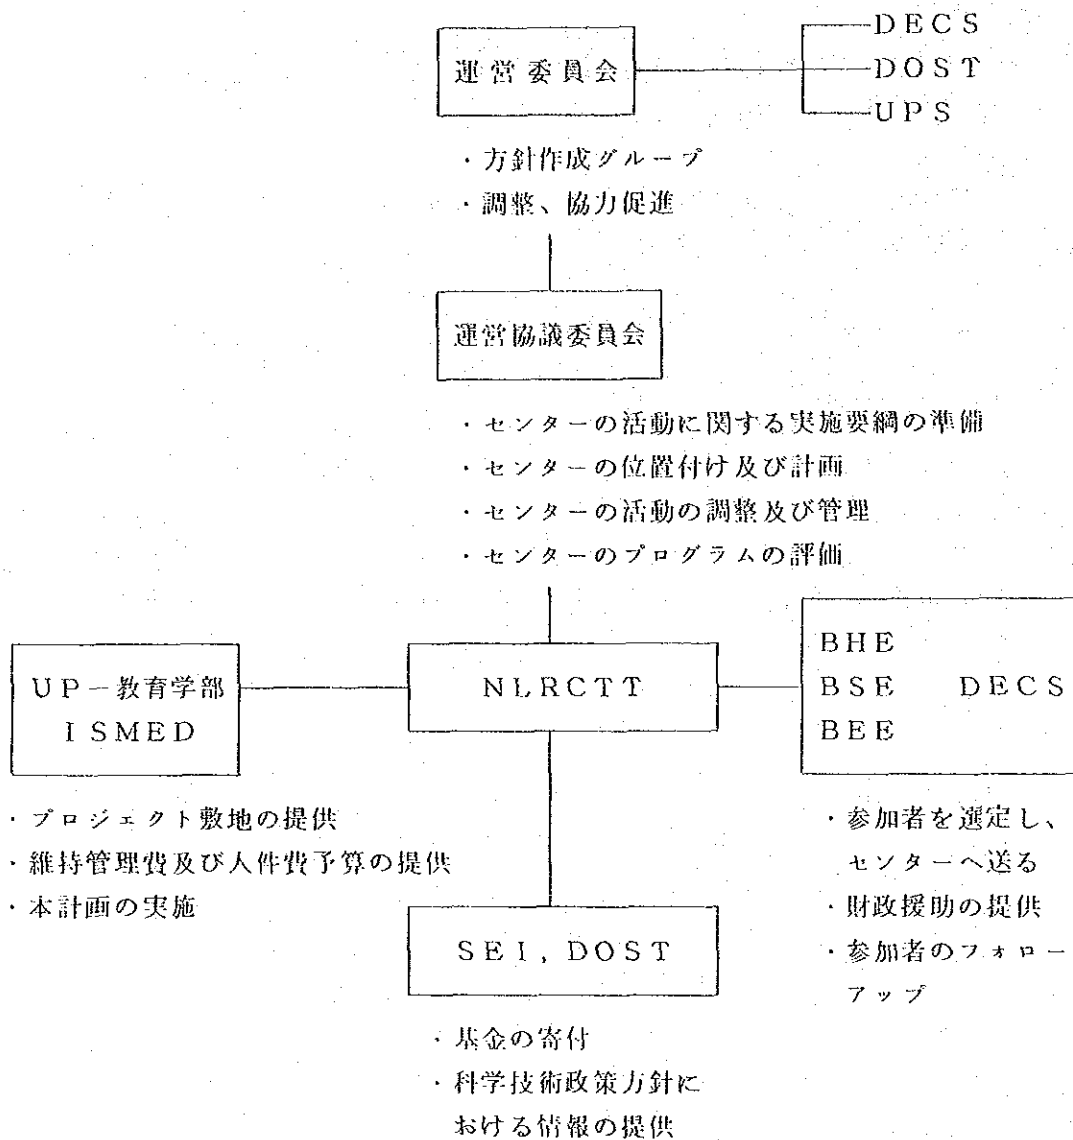 運営委員会
DECS
DOST
UPS
・方針作成グループ
・調整、協力促進
運営協議委員会
・センターの活動に関する実施要綱の準備
・センターの位置付け及び計画
・センターの活動の調整及び管理
・センターのプログラムの評価
UP－教育学部
ISMED
NLRCTT
BHE
BSE DECS
BEE
・プロジェクト敷地の提供
・維持管理費及び人件費予算の提供
・本計画の実施
・参加者を選定し、
センターへ送る
・財政援助の提供
・参加者のフォロー
アップ
SEI, DOST
・基金の寄付
・科学技術政策方針に
おける情報の提供